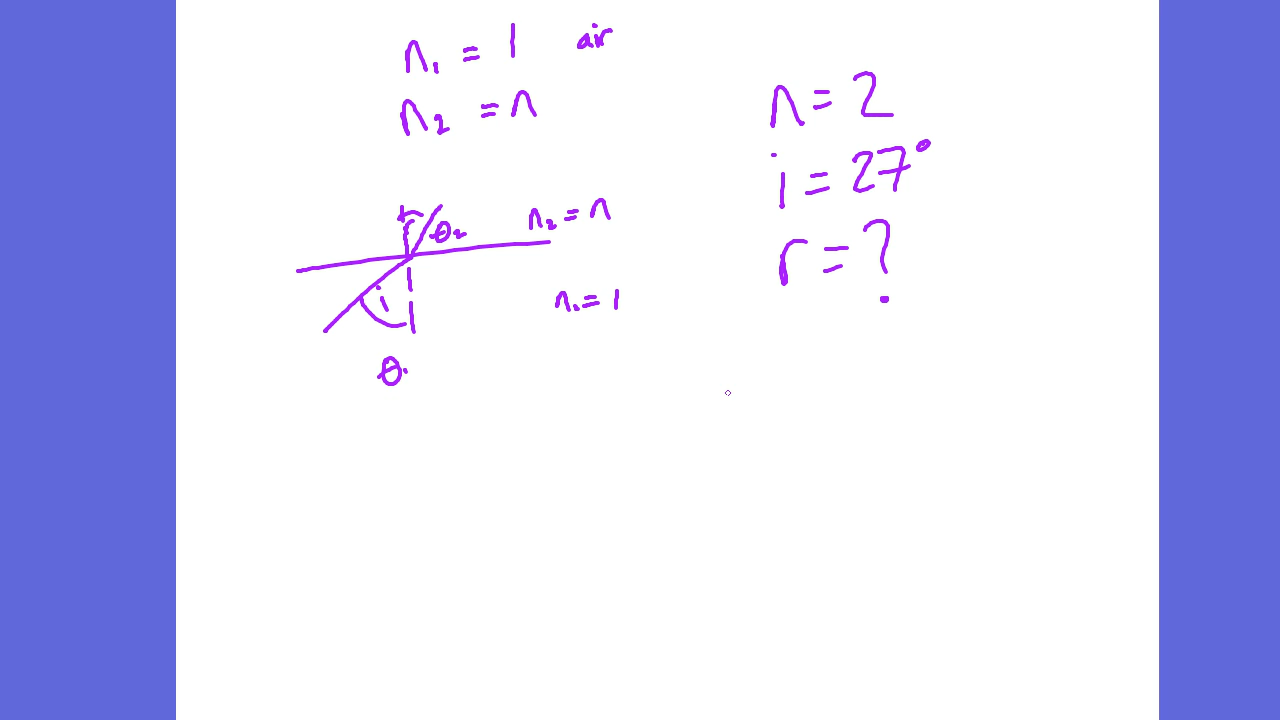 n₁ = 1 air
n₂ = n
n = 2
i = 27°
r = ?
r θ₂ n₂ = n
i n₁ = 1
θ₁